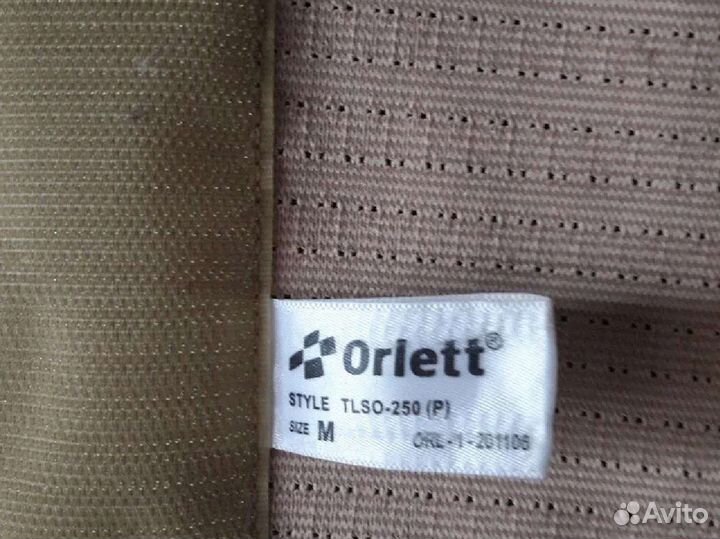 Orlett®
STYLE TLSO-250 (P)
SIZE M ORL-1-201106
Avito